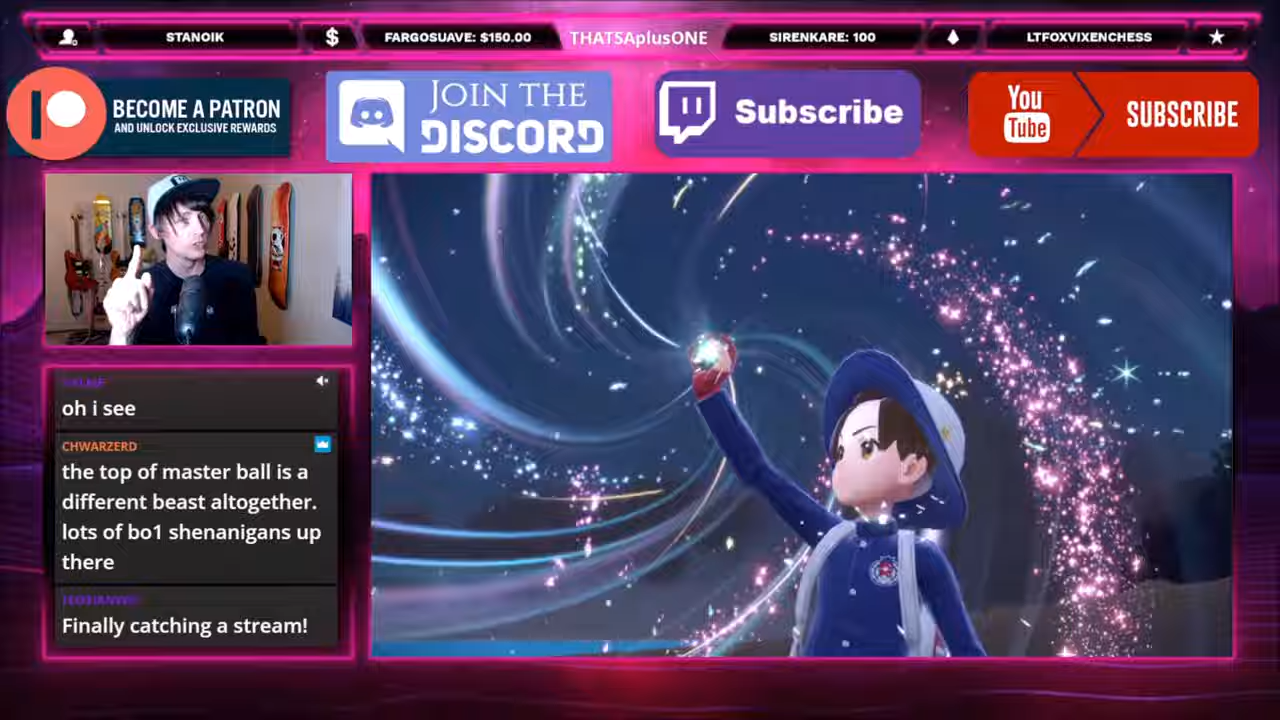 STANOIK
$
FARGOSUAVE: $150.00
THATSAplusONE
SIRENKARE: 100
LTFOXVIXENCHESS
BECOME A PATRON
AND UNLOCK EXCLUSIVE REWARDS
JOIN THE
DISCORD
Subscribe
You
Tube
SUBSCRIBE
oh i see
CHWARZERD
the top of master ball is a
different beast altogether.
lots of bo1 shenanigans up
there
Finally catching a stream!